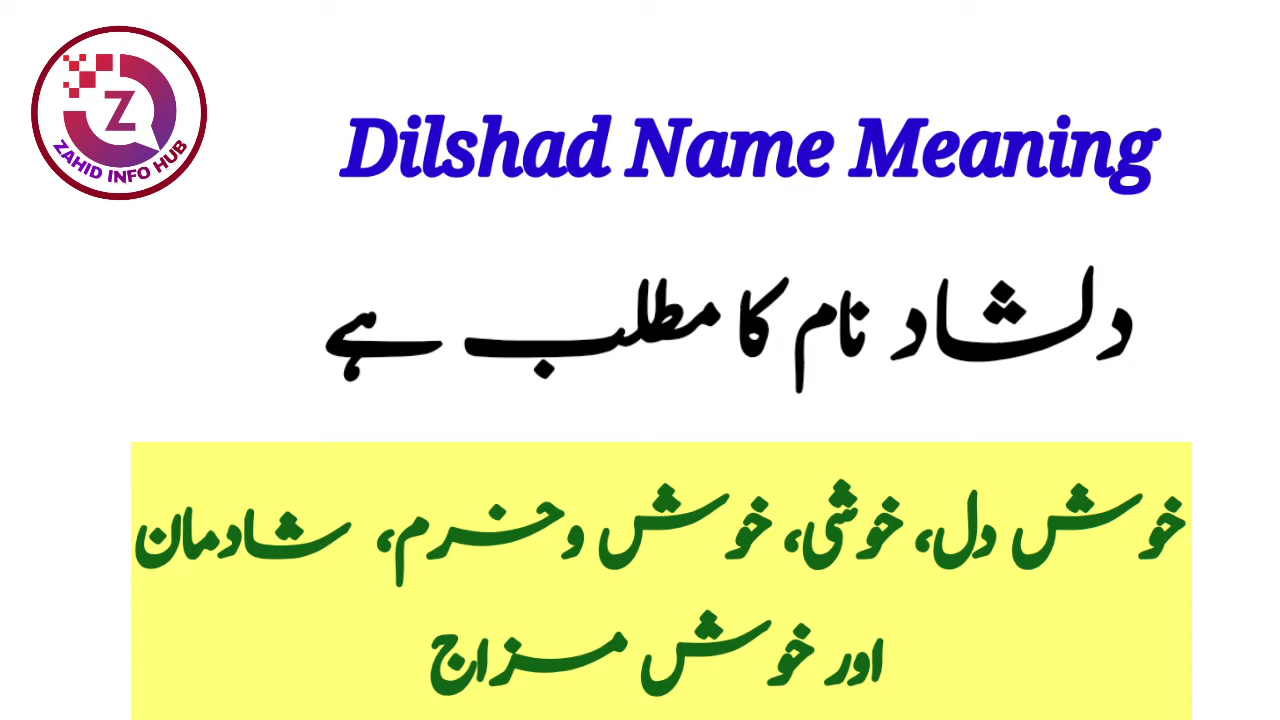 Z
ZAHID INFO HUB
Dilshad Name Meaning
دلشاد نام کا مطلب ہے
خوش دل، خوشی، خوش وخرم، شادمان
اور خوش مزاج